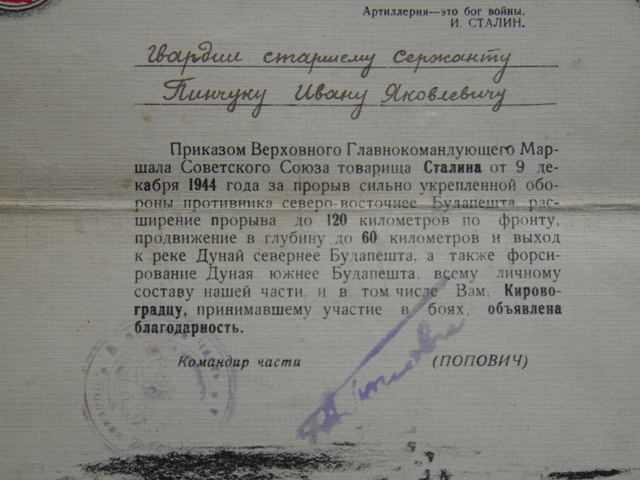 Артиллерия—это бог войны.
И. СТАЛИН.
Гвардии старшему сержанту
Пинчуку Ивану Яковлевичу
Приказом Верховного Главнокомандующего Мар-
шала Советского Союза товарища Сталина от 9 де-
кабря 1944 года за прорыв сильно укрепленной обо-
роны противника северо-восточнее Будапешта, рас-
ширение прорыва до 120 километров по фронту,
продвижение в глубину до 60 километров и выход
к реке Дунай севернее Будапешта, а также форси-
рование Дуная южнее Будапешта, всему личному
составу нашей части, и в том числе Вам, Кирово-
градцу, принимавшему участие в боях, объявлена
благодарность.
Командир части (ПОПОВИЧ)